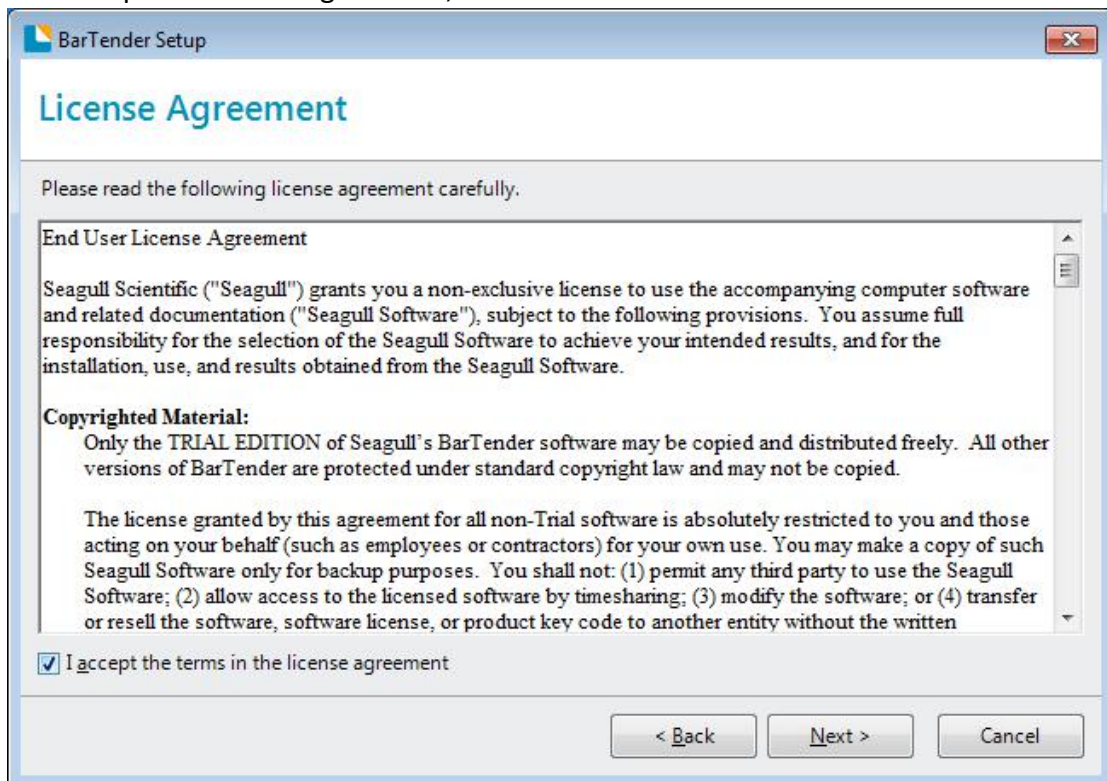 BarTender Setup
License Agreement
Please read the following license agreement carefully.
End User License Agreement
Seagull Scientific ("Seagull") grants you a non-exclusive license to use the accompanying computer software
and related documentation ("Seagull Software"), subject to the following provisions.  You assume full
responsibility for the selection of the Seagull Software to achieve your intended results, and for the
installation, use, and results obtained from the Seagull Software.
Copyrighted Material:
Only the TRIAL EDITION of Seagull's BarTender software may be copied and distributed freely.  All other
versions of BarTender are protected under standard copyright law and may not be copied.
The license granted by this agreement for all non-Trial software is absolutely restricted to you and those
acting on your behalf (such as employees or contractors) for your own use. You may make a copy of such
Seagull Software only for backup purposes.  You shall not: (1) permit any third party to use the Seagull
Software; (2) allow access to the licensed software by timesharing; (3) modify the software; or (4) transfer
or resell the software, software license, or product key code to another entity without the written
I accept the terms in the license agreement
< Back
Next >
Cancel